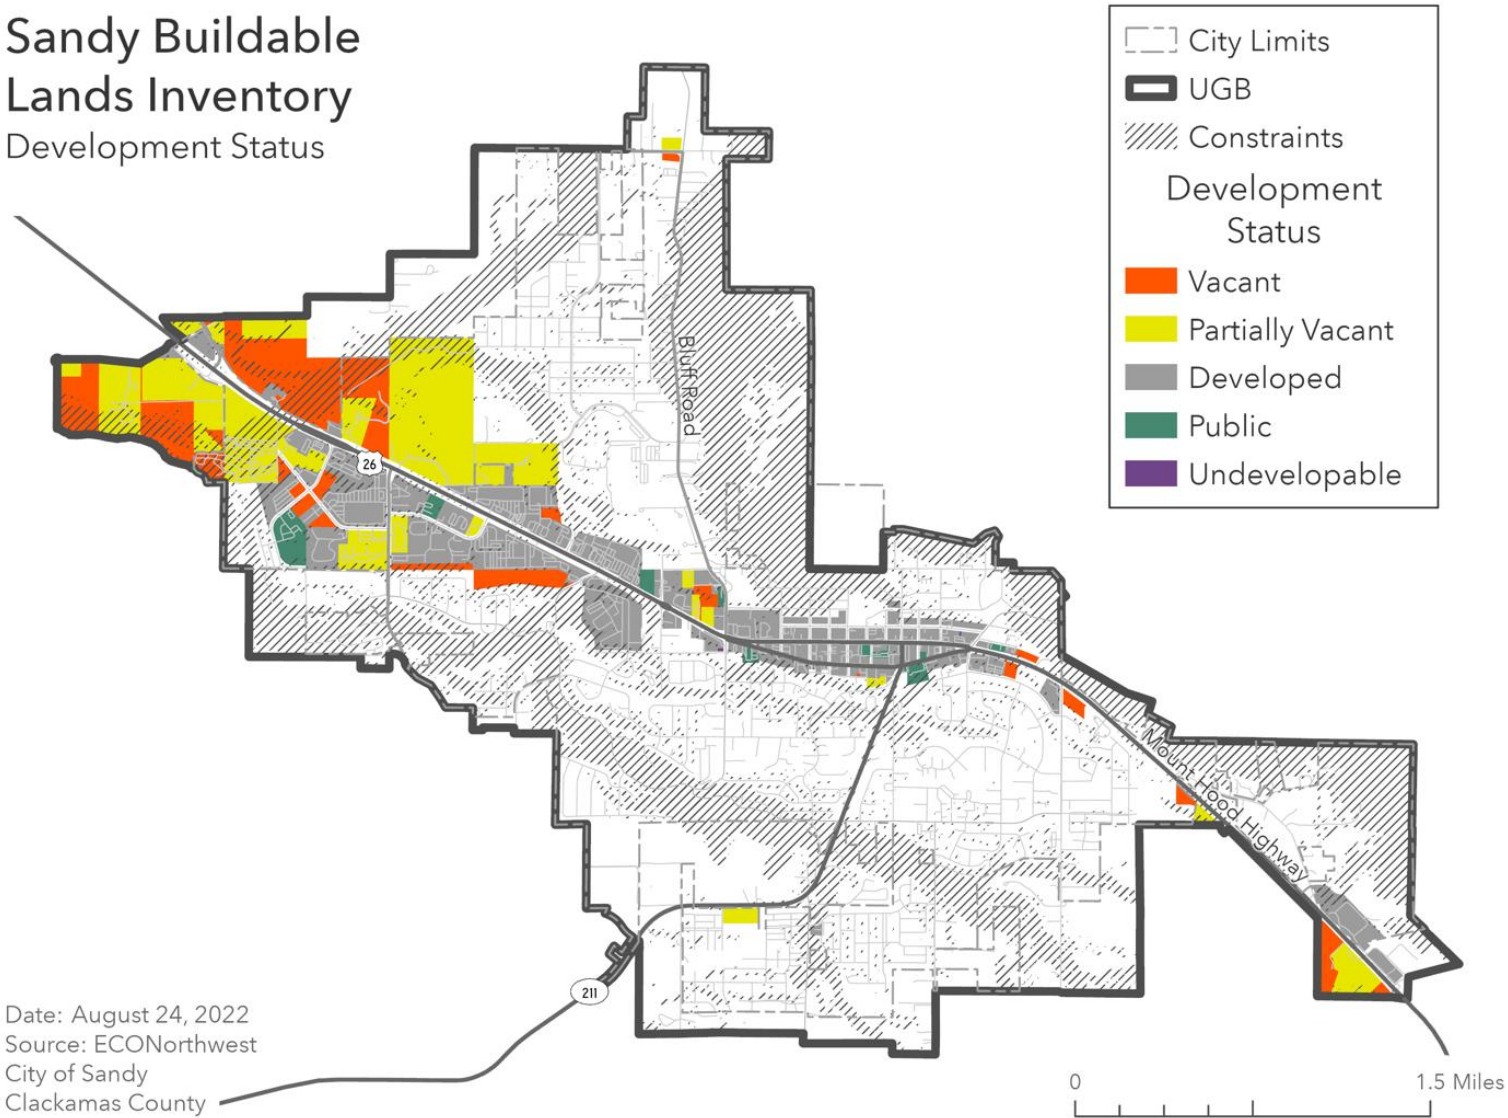 Sandy Buildable
Lands Inventory
Development Status
City Limits
UGB
Constraints
Development
Status
Vacant
Partially Vacant
Developed
Public
Undevelopable
Bluff Road
26
Mount Hood Highway
211
Date: August 24, 2022
Source: ECONorthwest
City of Sandy
Clackamas County
0 1.5 Miles